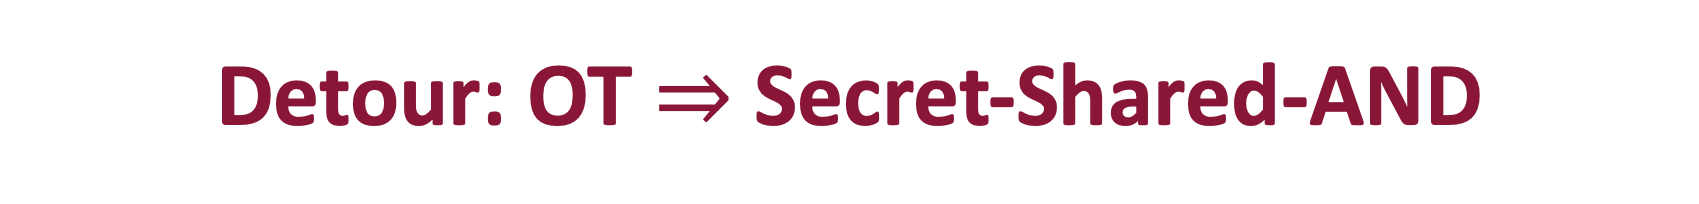 Detour: OT ⇒ Secret-Shared-AND